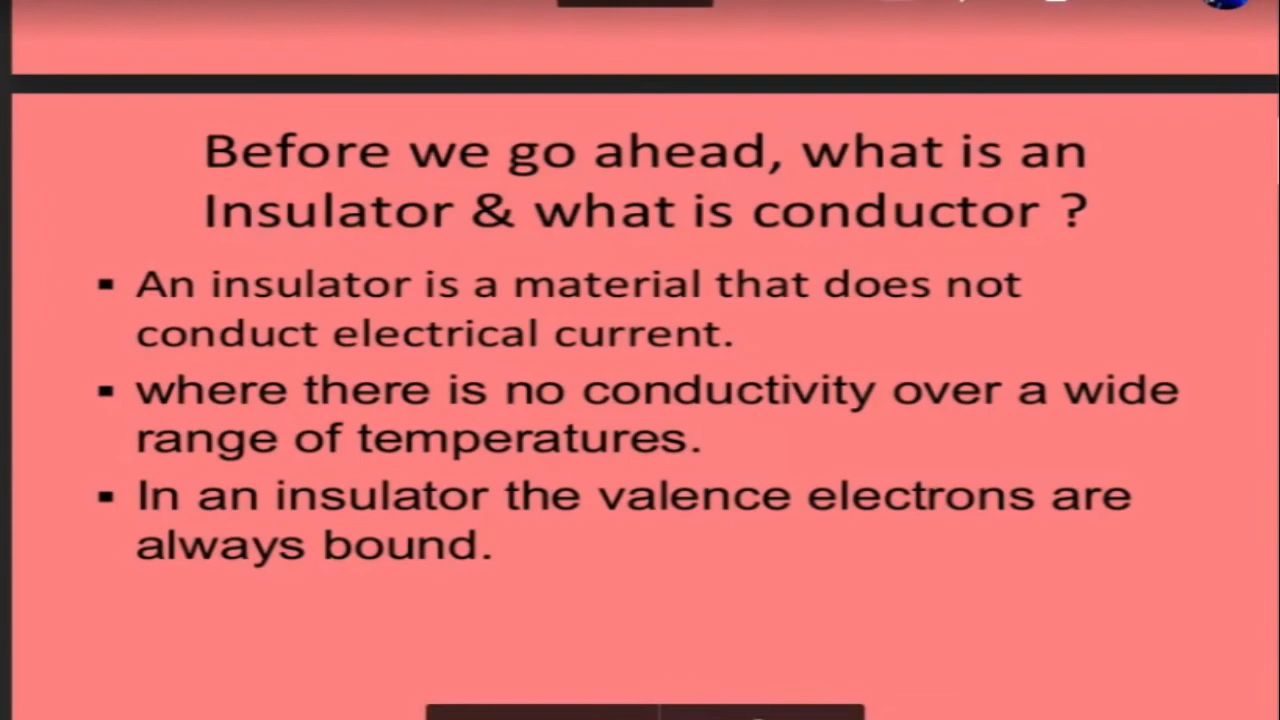 Before we go ahead, what is an
Insulator & what is conductor ?
▪ An insulator is a material that does not
conduct electrical current.
▪ where there is no conductivity over a wide
range of temperatures.
▪ In an insulator the valence electrons are
always bound.